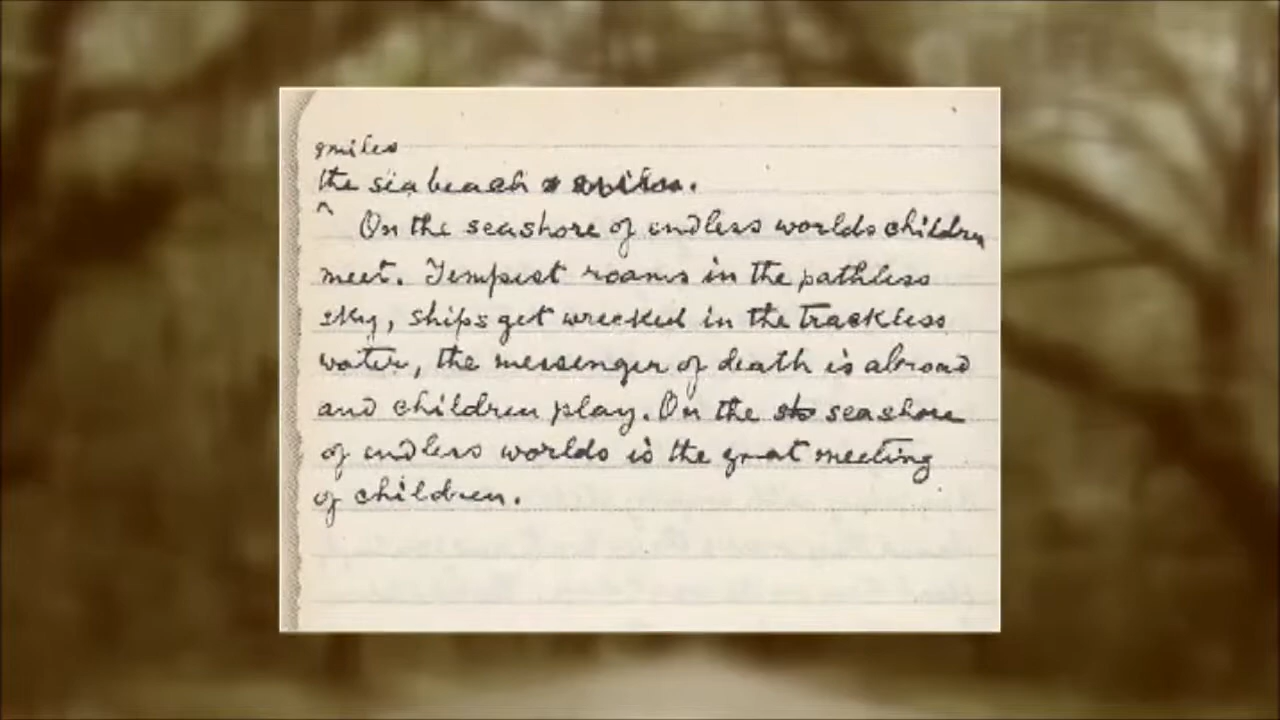 smiles
the sea beach
^
On the seashore of endless worlds children
meet. Tempest roams in the pathless
sky, ships get wrecked in the trackless
water, the messenger of death is abroad
and children play. On the sho seashore
of endless worlds is the great meeting
of children.